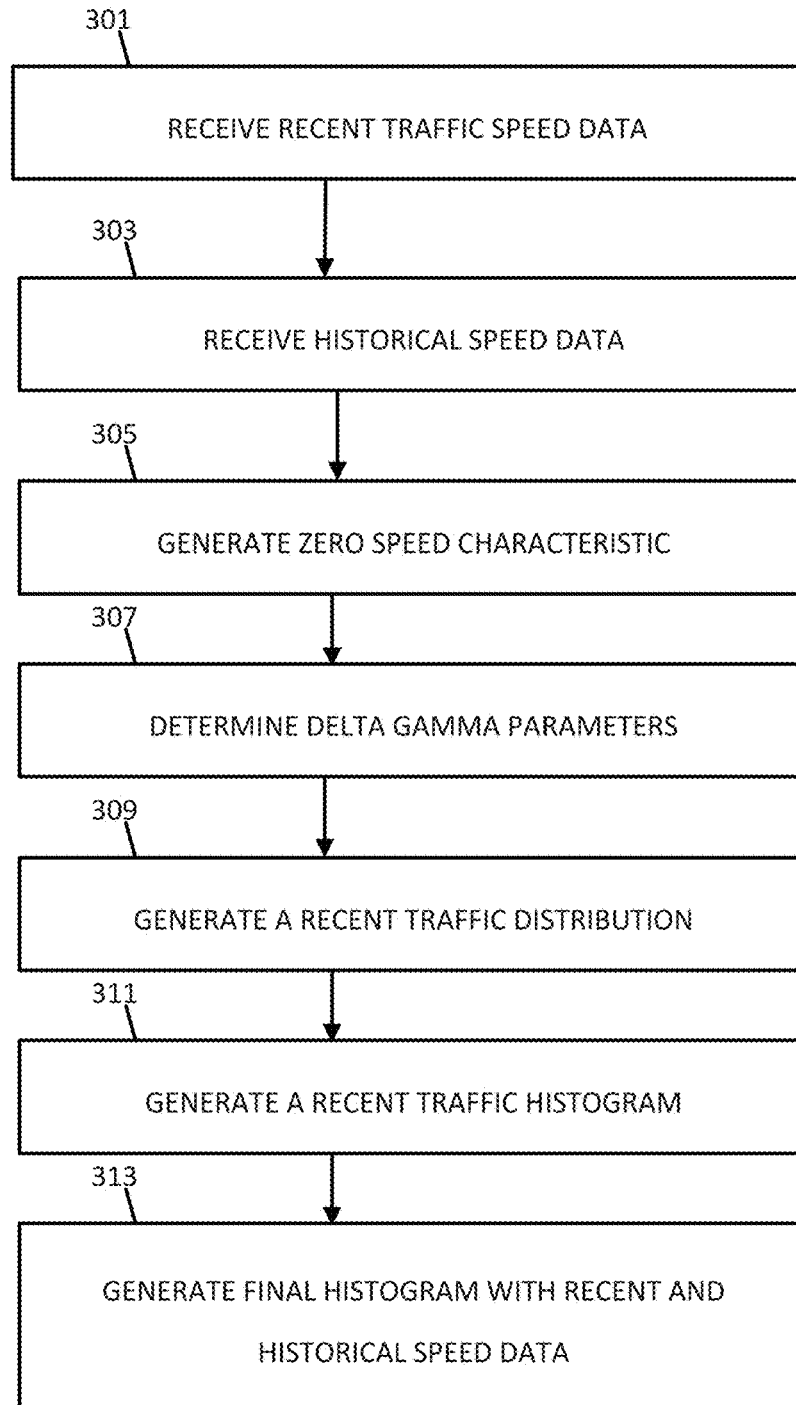 301
RECEIVE RECENT TRAFFIC SPEED DATA
303
RECEIVE HISTORICAL SPEED DATA
305
GENERATE ZERO SPEED CHARACTERISTIC
307
DETERMINE DELTA GAMMA PARAMETERS
309
GENERATE A RECENT TRAFFIC DISTRIBUTION
311
GENERATE A RECENT TRAFFIC HISTOGRAM
313
GENERATE FINAL HISTOGRAM WITH RECENT AND
HISTORICAL SPEED DATA